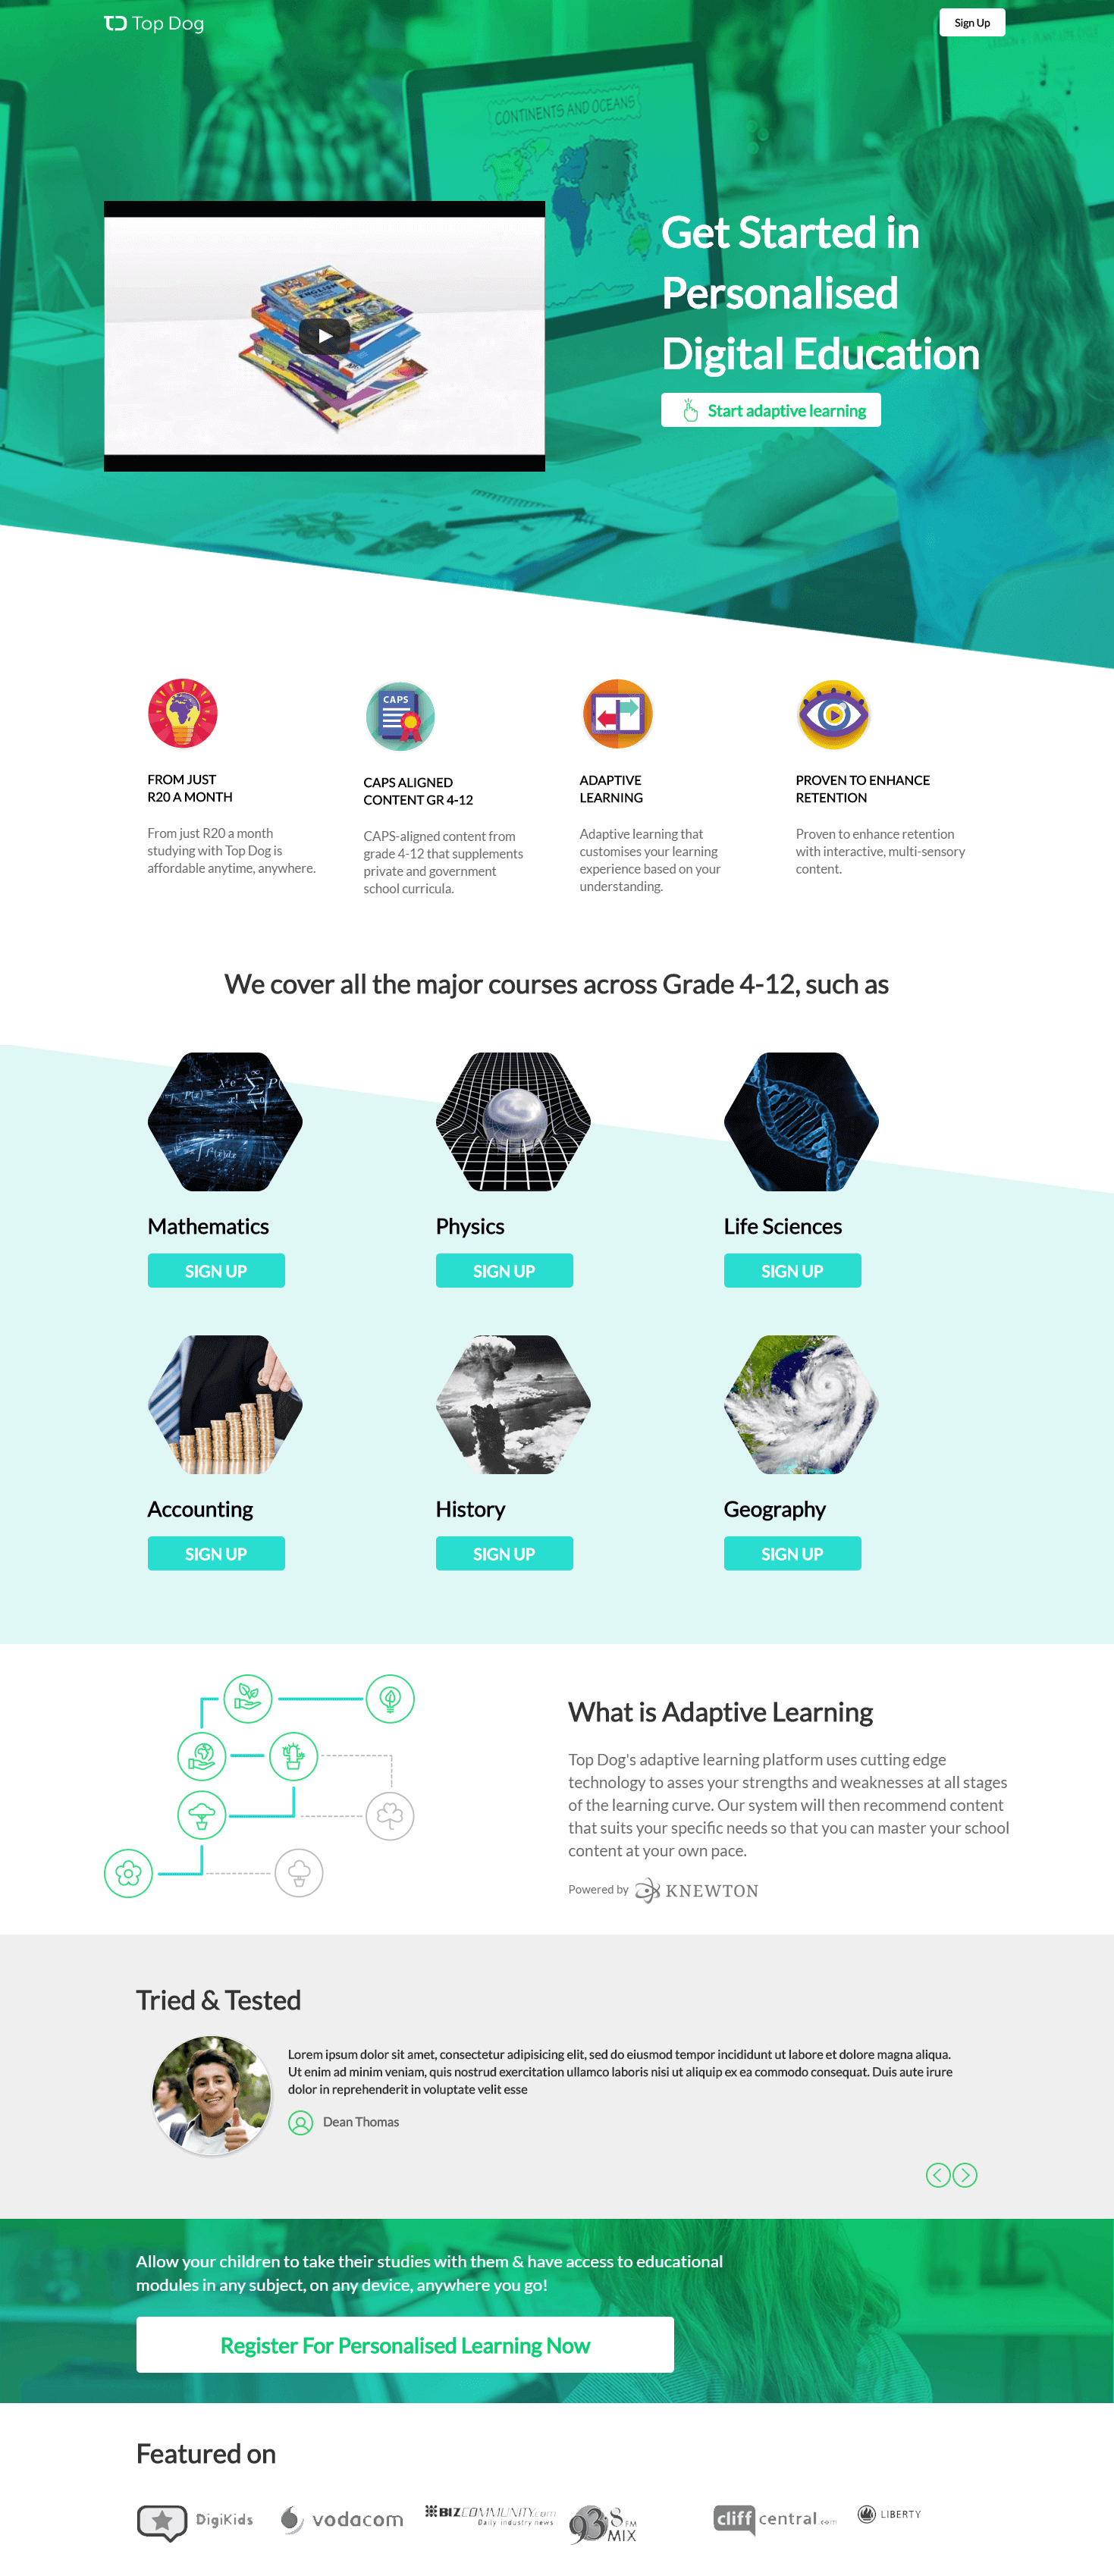 Top Dog
Sign Up
CONTINENTS AND OCEANS
Get Started in
Personalised
Digital Education
ENGLISH
Start adaptive learning
CAPS
FROM JUST
R20 A MONTH
From just R20 a month
studying with Top Dog is
affordable anytime, anywhere.
CAPS ALIGNED
CONTENT GR 4-12
CAPS-aligned content from
grade 4-12 that supplements
private and government
school curricula.
ADAPTIVE
LEARNING
Adaptive learning that
customises your learning
experience based on your
understanding.
PROVEN TO ENHANCE
RETENTION
Proven to enhance retention
with interactive, multi-sensory
content.
We cover all the major courses across Grade 4-12, such as
Mathematics
SIGN UP
Physics
SIGN UP
Life Sciences
SIGN UP
Accounting
SIGN UP
History
SIGN UP
Geography
SIGN UP
What is Adaptive Learning
Top Dog's adaptive learning platform uses cutting edge
technology to asses your strengths and weaknesses at all stages
of the learning curve. Our system will then recommend content
that suits your specific needs so that you can master your school
content at your own pace.
Powered by KNEWTON
Tried & Tested
Lorem ipsum dolor sit amet, consectetur adipisicing elit, sed do eiusmod tempor incididunt ut labore et dolore magna aliqua.
Ut enim ad minim veniam, quis nostrud exercitation ullamco laboris nisi ut aliquip ex ea commodo consequat. Duis aute irure
dolor in reprehenderit in voluptate velit esse
Dean Thomas
Allow your children to take their studies with them & have access to educational
modules in any subject, on any device, anywhere you go!
Register For Personalised Learning Now
Featured on
DigiKids
vodacom
BIZCOMMUNITY.com
Daily industry news
93.8 FM
MIX
cliffcentral.com
LIBERTY